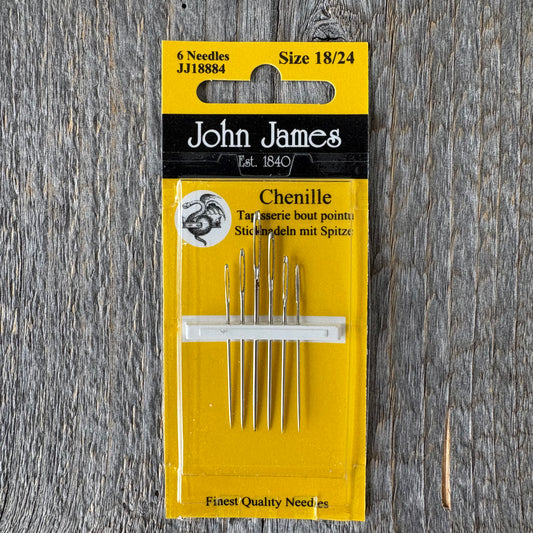 6 Needles
JJ18884
Size 18/24
John James
Est. 1840
Chenille
Tapisserie bout pointu
Sticknadeln mit Spitze
Finest Quality Needles